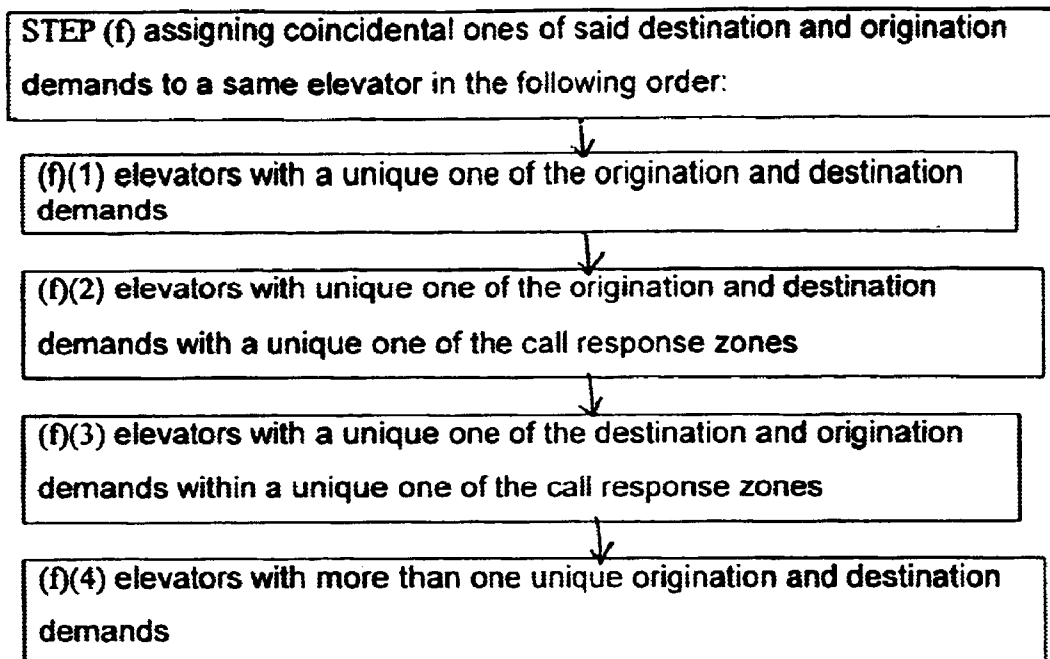 STEP (f) assigning coincidental ones of said destination and origination
demands to a same elevator in the following order:
(f)(1) elevators with a unique one of the origination and destination
demands
(f)(2) elevators with unique one of the origination and destination
demands with a unique one of the call response zones
(f)(3) elevators with a unique one of the destination and origination
demands within a unique one of the call response zones
(f)(4) elevators with more than one unique origination and destination
demands